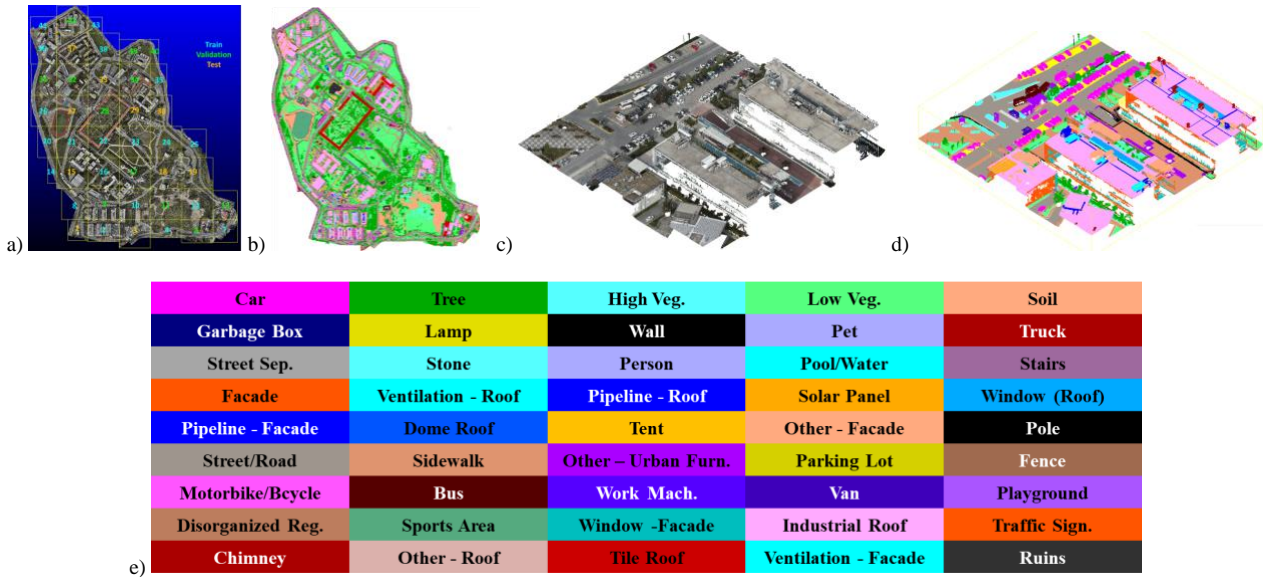 Train
Validation
Test
a)
b)
c)
d)
Car Tree High Veg. Low Veg. Soil
Garbage Box Lamp Wall Pet Truck
Street Sep. Stone Person Pool/Water Stairs
Facade Ventilation - Roof Pipeline - Roof Solar Panel Window (Roof)
Pipeline - Facade Dome Roof Tent Other - Facade Pole
Street/Road Sidewalk Other – Urban Furn. Parking Lot Fence
Motorbike/Bcycle Bus Work Mach. Van Playground
Disorganized Reg. Sports Area Window -Facade Industrial Roof Traffic Sign.
Chimney Other - Roof Tile Roof Ventilation - Facade Ruins
e)